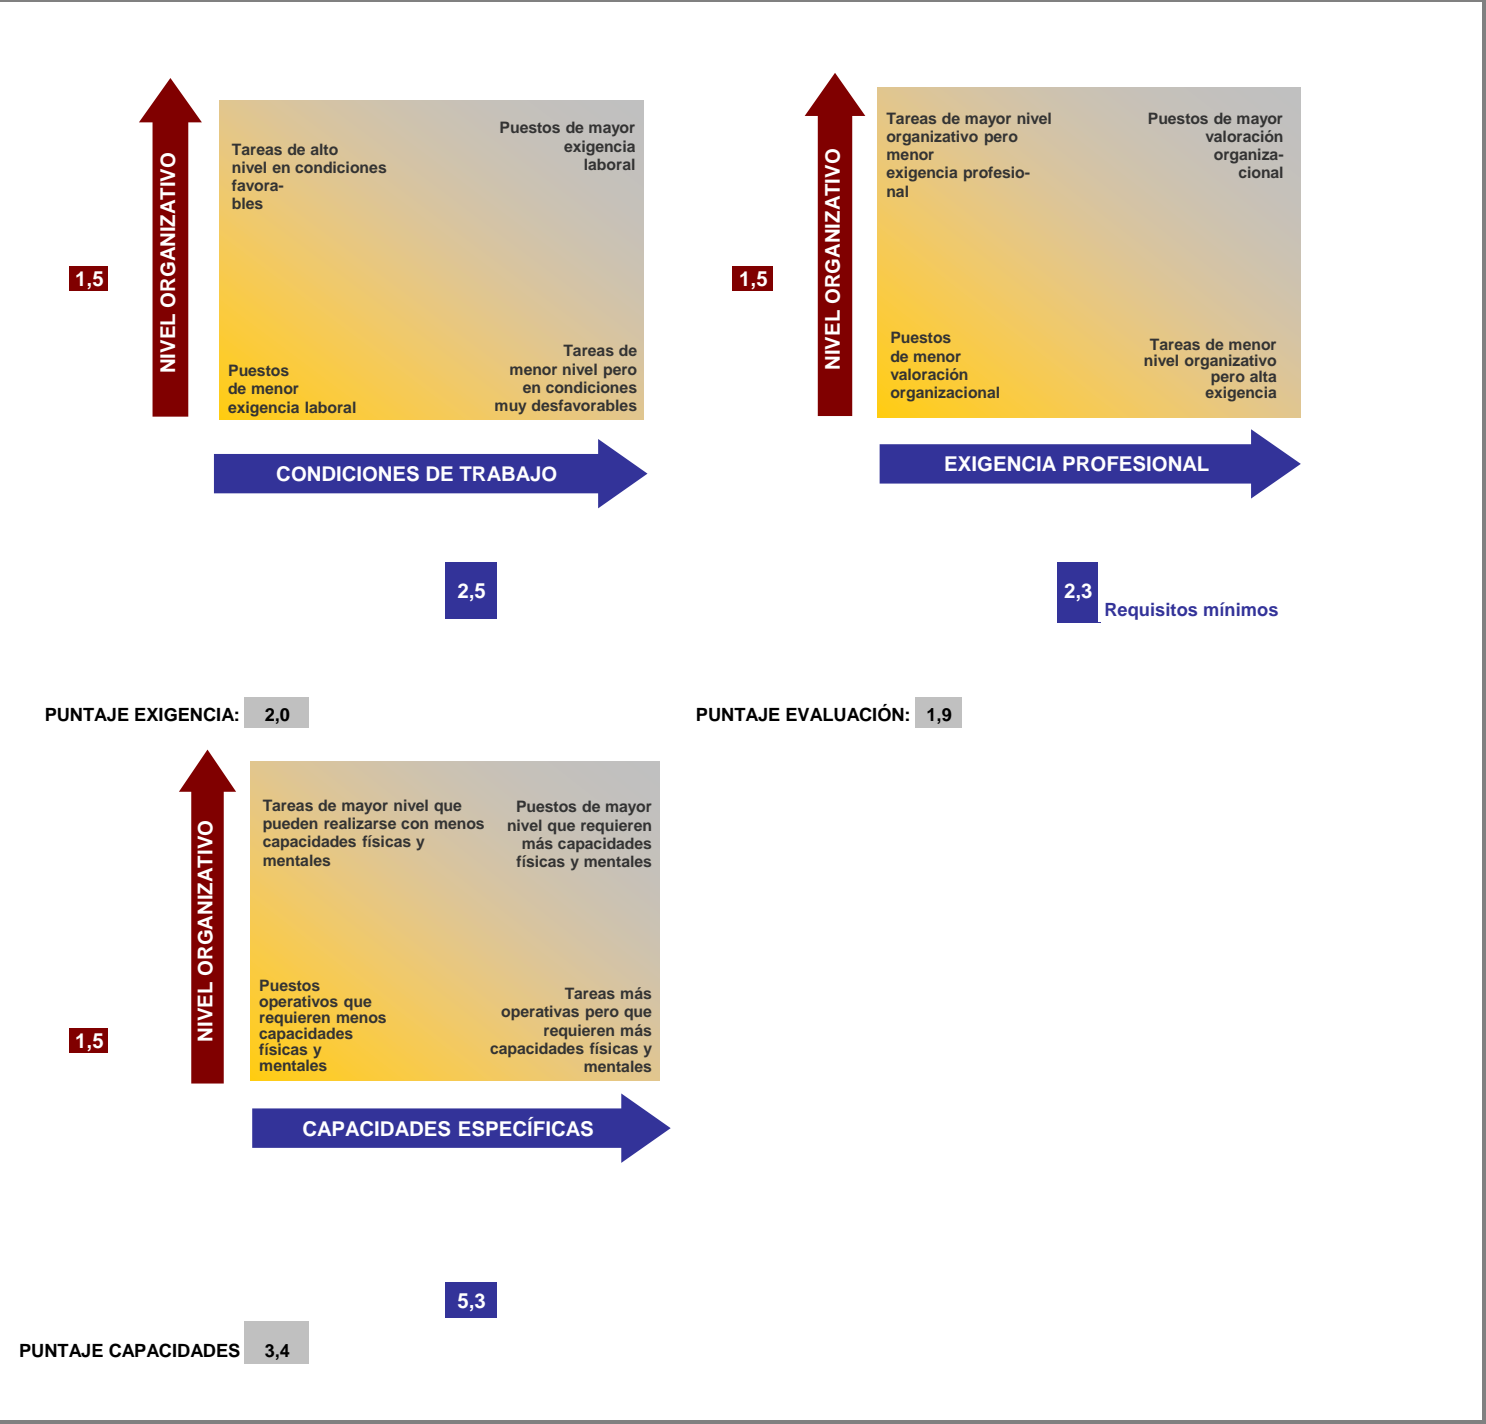 NIVEL ORGANIZATIVO
1,5
Tareas de alto
nivel en condiciones
favora-
bles
Puestos de mayor
exigencia
laboral
Puestos
de menor
exigencia laboral
Tareas de
menor nivel pero
en condiciones
muy desfavorables
CONDICIONES DE TRABAJO
2,5
PUNTAJE EXIGENCIA: 2,0
NIVEL ORGANIZATIVO
1,5
Tareas de mayor nivel
organizativo pero
menor
exigencia profesio-
nal
Puestos de mayor
valoración
organiza-
cional
Puestos
de menor
valoración
organizacional
Tareas de menor
nivel organizativo
pero alta
exigencia
EXIGENCIA PROFESIONAL
2,3
Requisitos mínimos
PUNTAJE EVALUACIÓN: 1,9
NIVEL ORGANIZATIVO
1,5
Tareas de mayor nivel que
pueden realizarse con menos
capacidades físicas y
mentales
Puestos de mayor
nivel que requieren
más capacidades
físicas y mentales
Puestos
operativos que
requieren menos
capacidades
físicas y
mentales
Tareas más
operativas pero que
requieren más
capacidades físicas y
mentales
CAPACIDADES ESPECÍFICAS
5,3
PUNTAJE CAPACIDADES 3,4